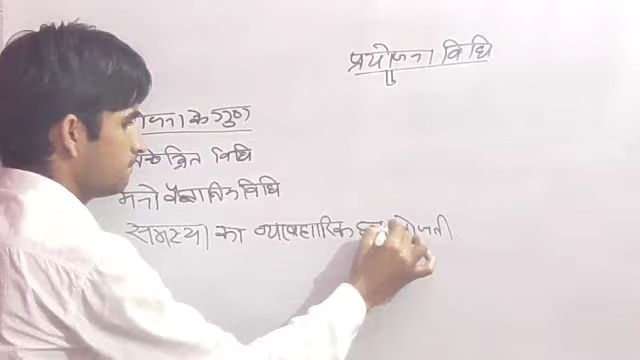 प्रयोजना विधि
के गुण
विधि
मनोवैज्ञानिक विधि
समस्या का व्यावहारिक